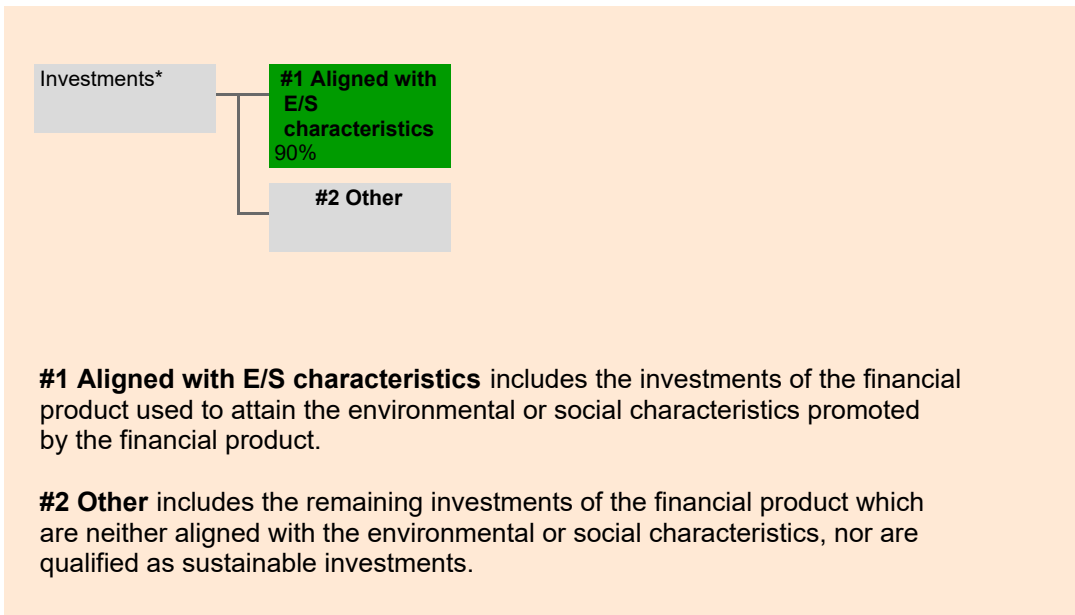 Investments*
#1 Aligned with
E/S
characteristics
90%
#2 Other
#1 Aligned with E/S characteristics includes the investments of the financial
product used to attain the environmental or social characteristics promoted
by the financial product.
#2 Other includes the remaining investments of the financial product which
are neither aligned with the environmental or social characteristics, nor are
qualified as sustainable investments.